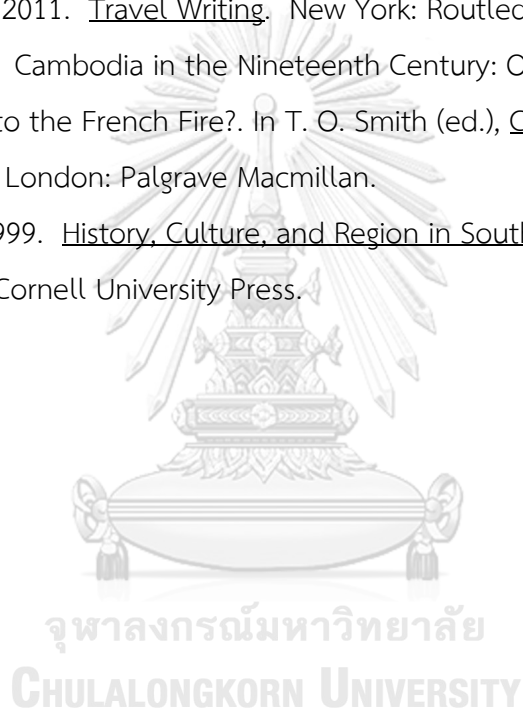 2011. Travel Writing. New York: Routled
Cambodia in the Nineteenth Century: O
to the French Fire?. In T. O. Smith (ed.), C
London: Palgrave Macmillan.
999. History, Culture, and Region in South
Cornell University Press.
จุฬาลงกรณ์มหาวิทยาลัย
CHULALONGKORN UNIVERSITY